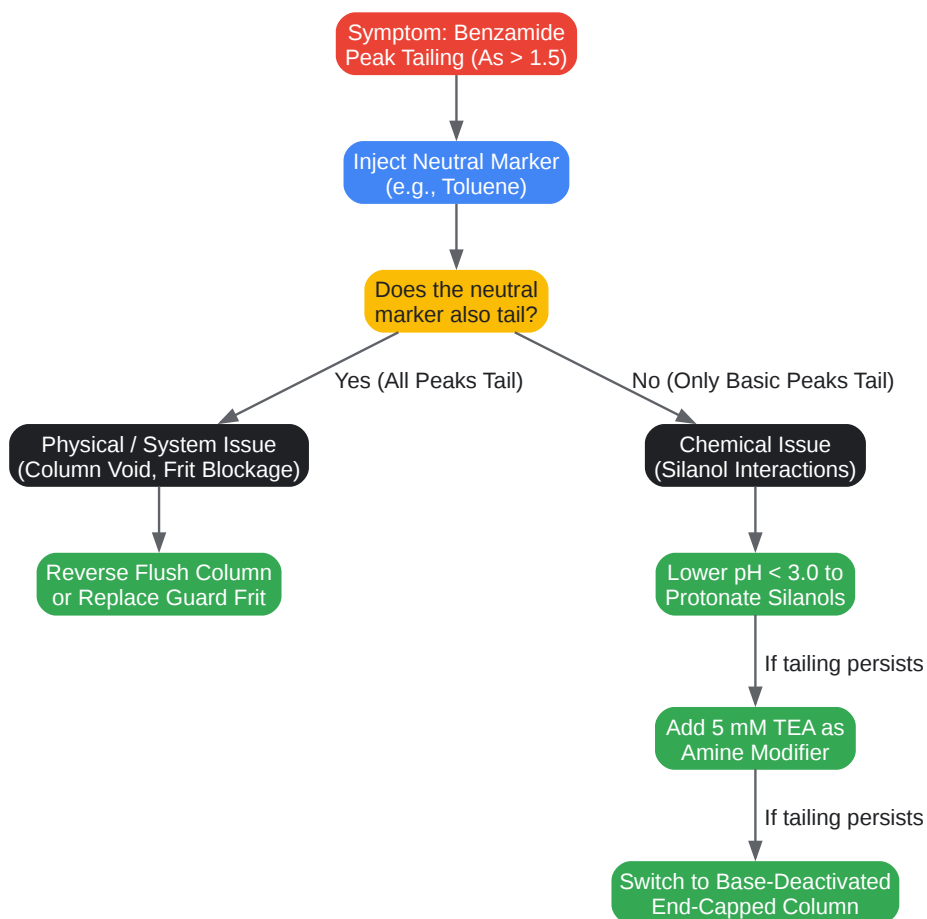 Symptom: Benzamide
Peak Tailing (As > 1.5)
Inject Neutral Marker
(e.g., Toluene)
Does the neutral
marker also tail?
Yes (All Peaks Tail)
No (Only Basic Peaks Tail)
Physical / System Issue
(Column Void, Frit Blockage)
Chemical Issue
(Silanol Interactions)
Reverse Flush Column
or Replace Guard Frit
Lower pH < 3.0 to
Protonate Silanols
If tailing persists
Add 5 mM TEA as
Amine Modifier
If tailing persists
Switch to Base-Deactivated
End-Capped Column